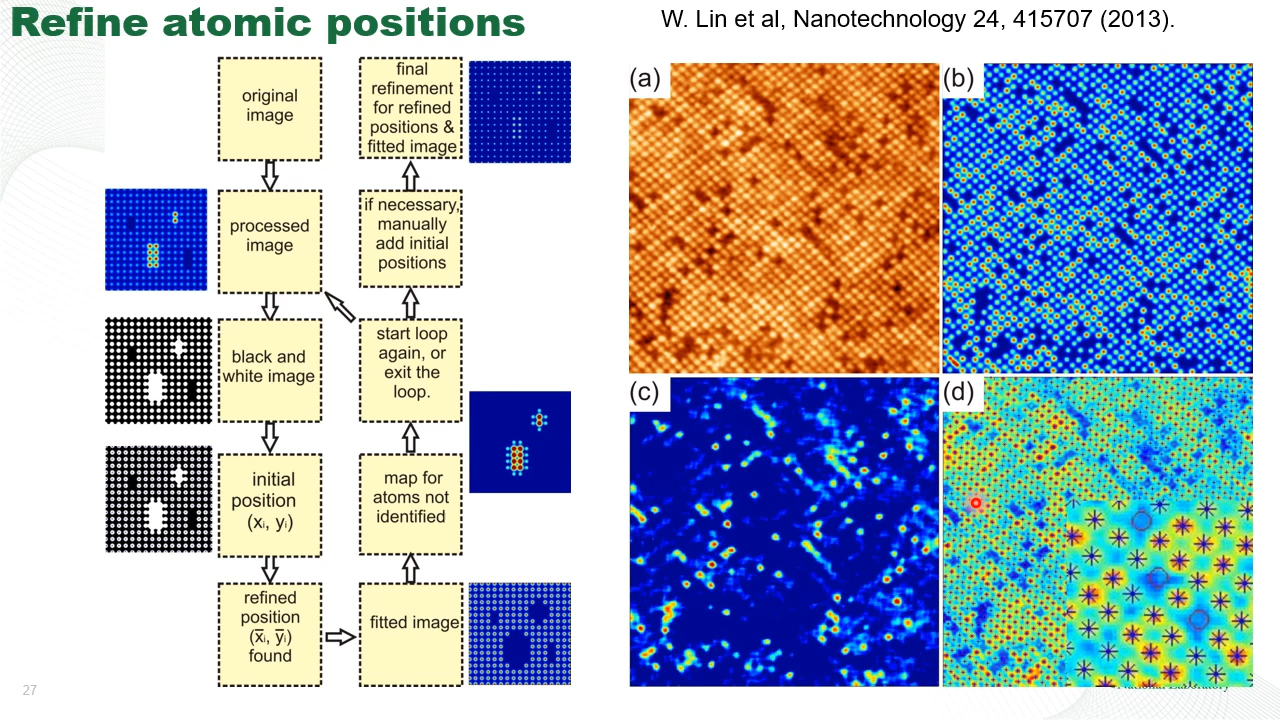 Refine atomic positions
W. Lin et al, Nanotechnology 24, 415707 (2013).
original
image
processed
image
black and
white image
initial
position
(xᵢ, yᵢ)
refined
position
(x̅ᵢ, y̅ᵢ)
found
fitted image
map for
atoms not
identified
start loop
again, or
exit the
loop.
if necessary,
manually
add initial
positions
final
refinement
for refined
positions &
fitted image
(a)
(b)
(c)
(d)
National Laboratory
27